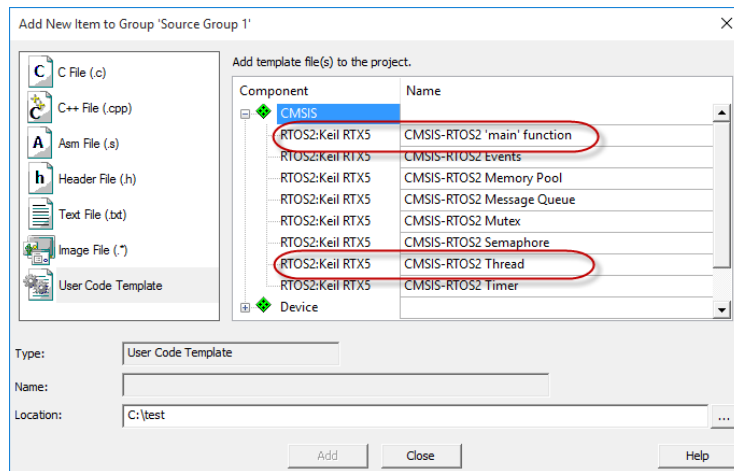 Add New Item to Group 'Source Group 1'
C File (.c)
C++ File (.cpp)
Asm File (.s)
Header File (.h)
Text File (.txt)
Image File (.*)
User Code Template
Add template file(s) to the project.
Component Name
CMSIS
RTOS2:Keil RTX5 CMSIS-RTOS2 'main' function
RTOS2:Keil RTX5 CMSIS-RTOS2 Events
RTOS2:Keil RTX5 CMSIS-RTOS2 Memory Pool
RTOS2:Keil RTX5 CMSIS-RTOS2 Message Queue
RTOS2:Keil RTX5 CMSIS-RTOS2 Mutex
RTOS2:Keil RTX5 CMSIS-RTOS2 Semaphore
RTOS2:Keil RTX5 CMSIS-RTOS2 Thread
RTOS2:Keil RTX5 CMSIS-RTOS2 Timer
Device
Type: User Code Template
Name:
Location: C:\test ...
Add Close Help